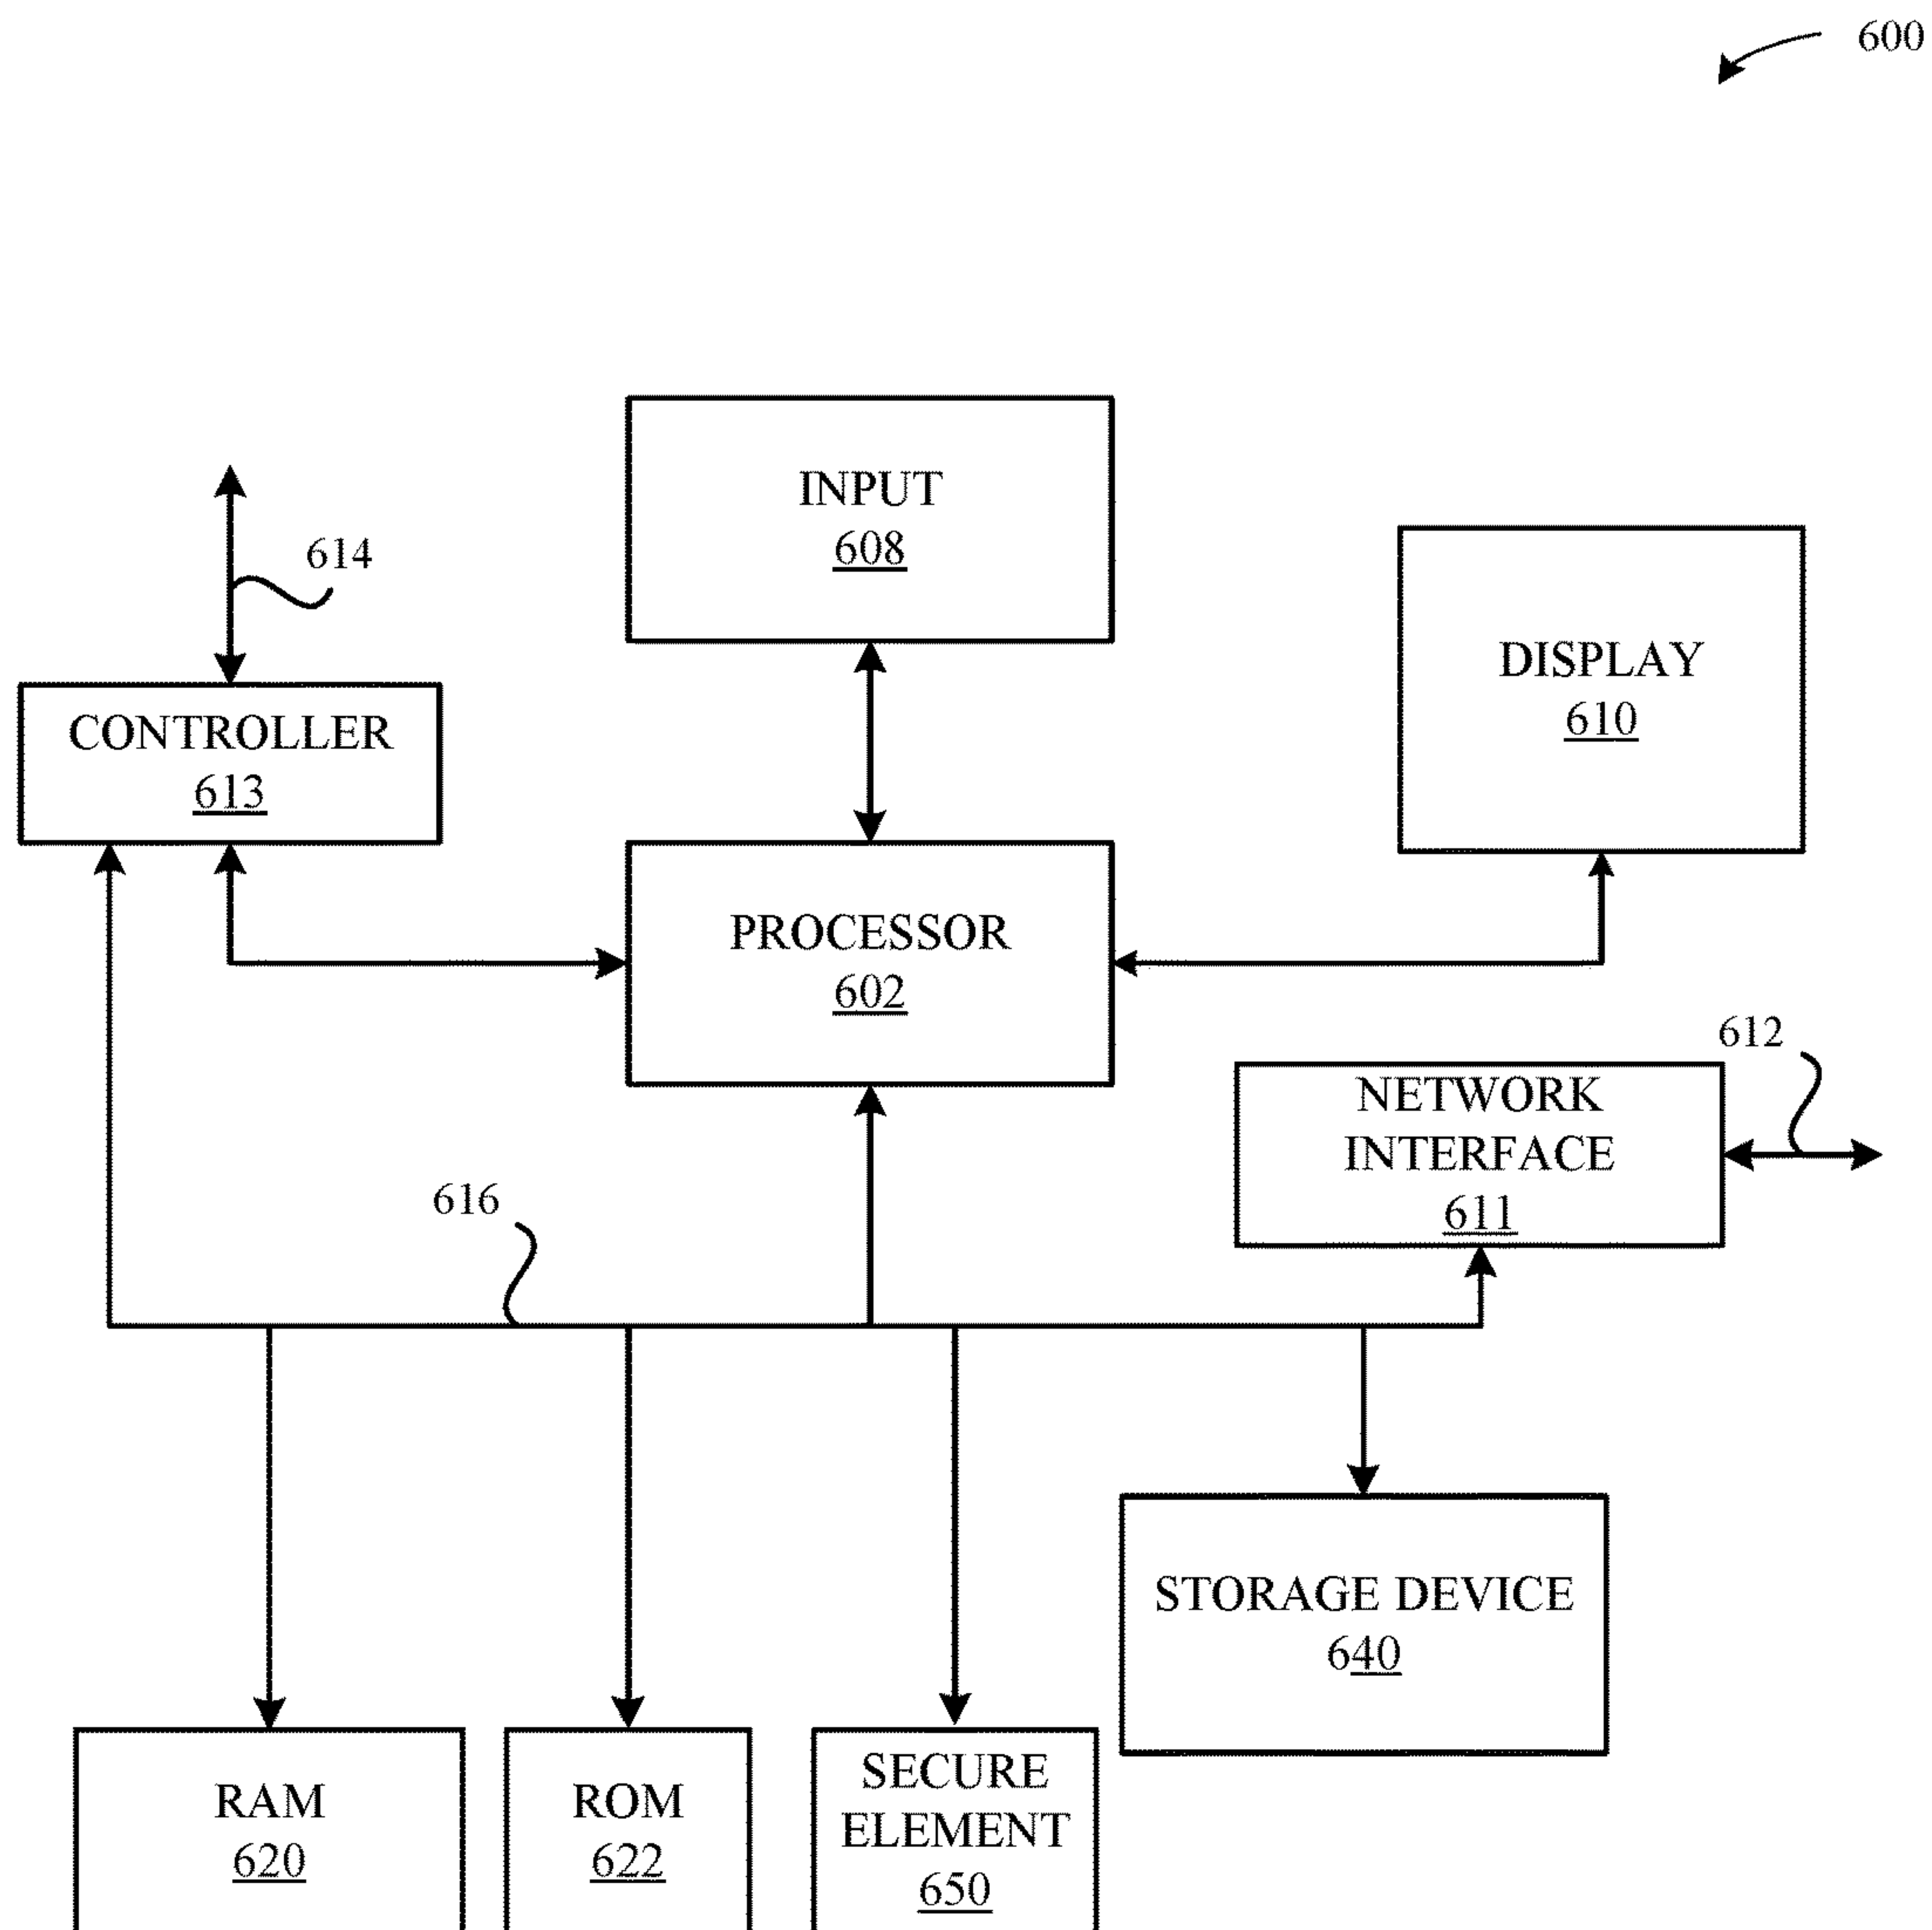 600
INPUT
608
614
DISPLAY
610
CONTROLLER
613
PROCESSOR
602
612
NETWORK
INTERFACE
611
616
STORAGE DEVICE
640
RAM
620
ROM
622
SECURE
ELEMENT
650